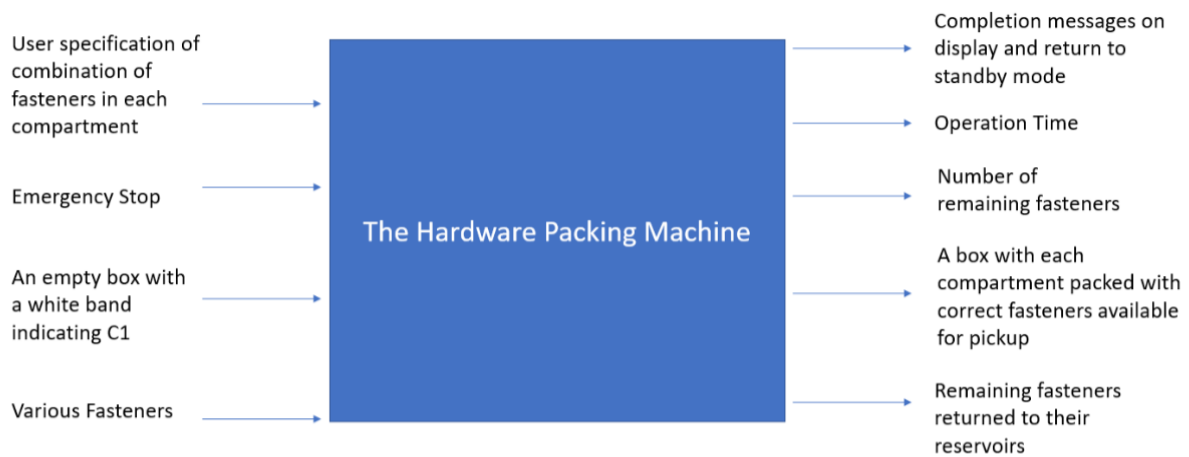 User specification of
combination of
fasteners in each
compartment
Emergency Stop
An empty box with
a white band
indicating C1
Various Fasteners
The Hardware Packing Machine
Completion messages on
display and return to
standby mode
Operation Time
Number of
remaining fasteners
A box with each
compartment packed with
correct fasteners available
for pickup
Remaining fasteners
returned to their
reservoirs